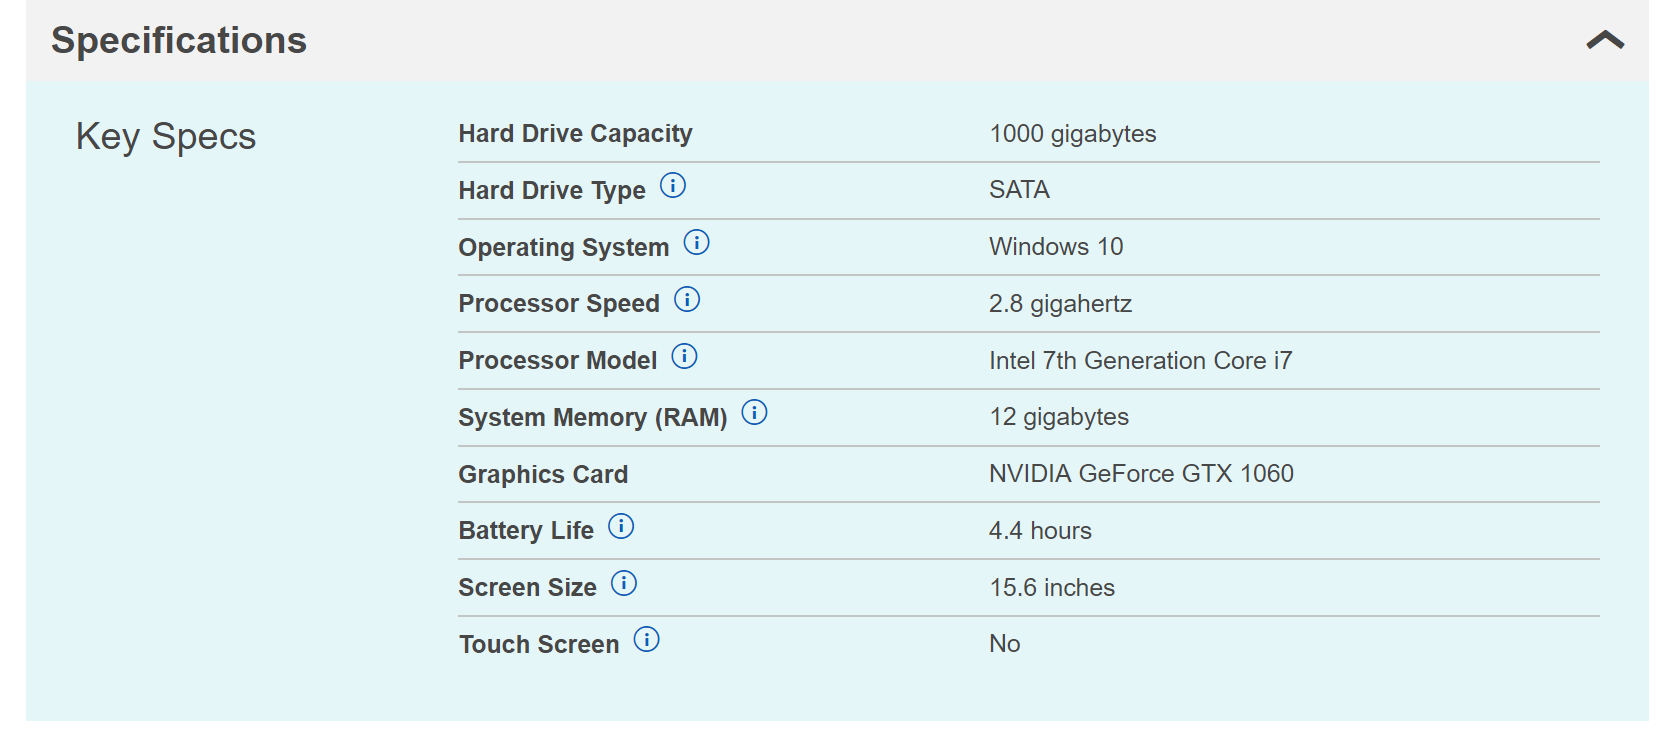 Specifications
Key Specs
Hard Drive Capacity 1000 gigabytes
Hard Drive Type SATA
Operating System Windows 10
Processor Speed 2.8 gigahertz
Processor Model Intel 7th Generation Core i7
System Memory (RAM) 12 gigabytes
Graphics Card NVIDIA GeForce GTX 1060
Battery Life 4.4 hours
Screen Size 15.6 inches
Touch Screen No